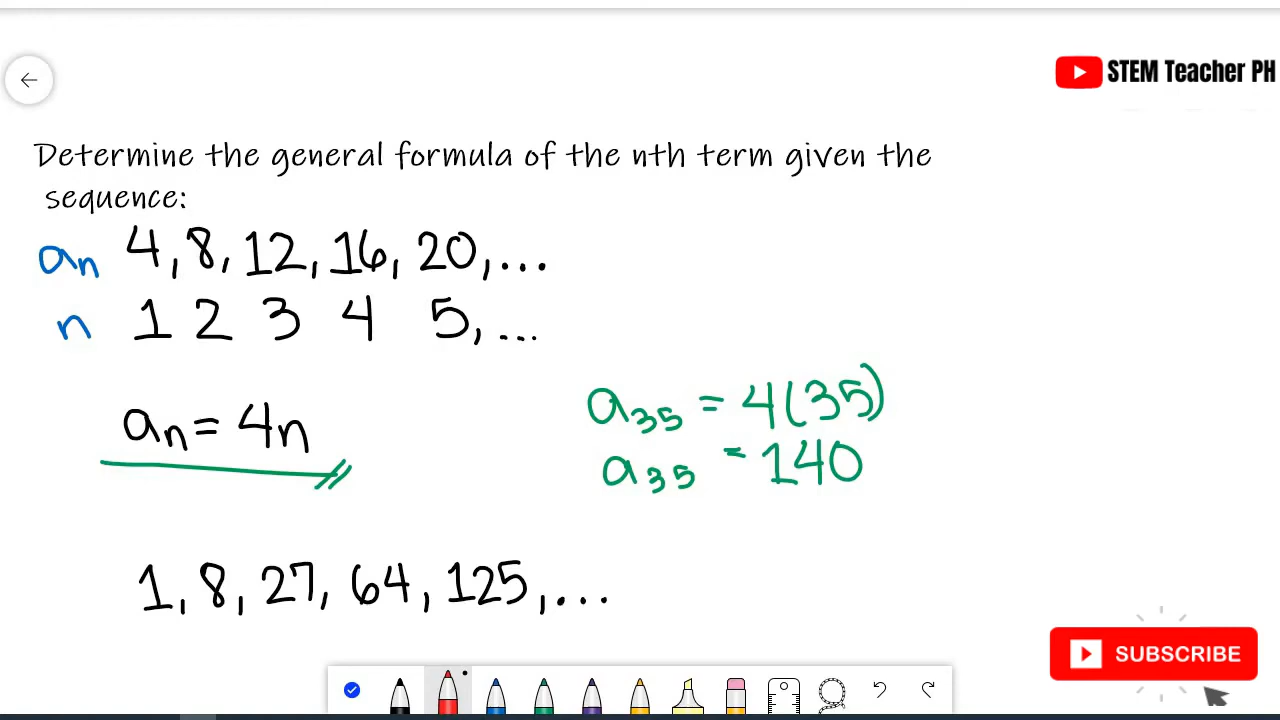 STEM Teacher PH
Determine the general formula of the nth term given the
sequence:
an 4, 8, 12, 16, 20, ...
n 1 2 3 4 5, ...
an = 4n
a35 = 4(35)
a35 = 140
1, 8, 27, 64, 125, ...
SUBSCRIBE